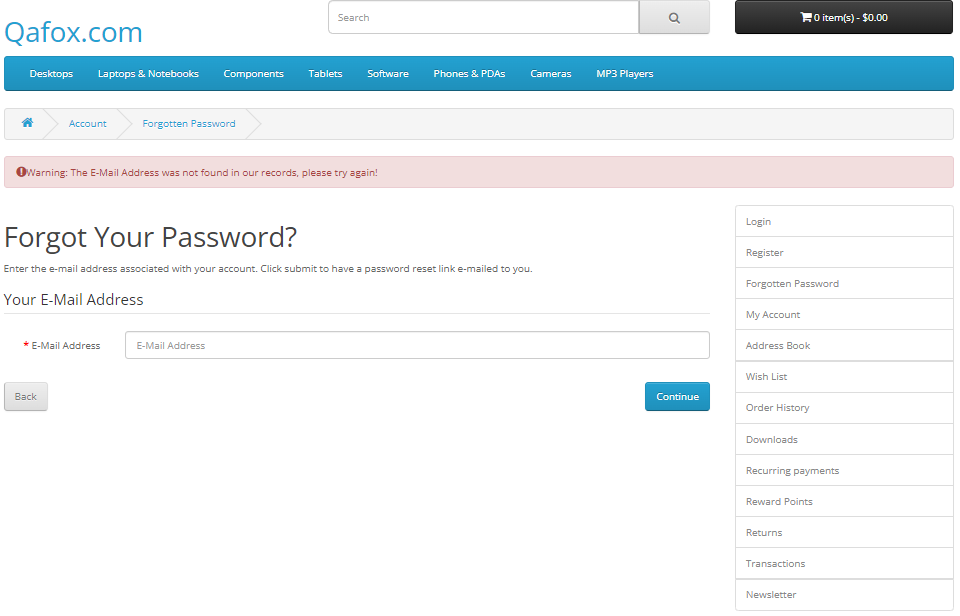 Qafox.com
Search
0 item(s) - $0.00
Desktops Laptops & Notebooks Components Tablets Software Phones & PDAs Cameras MP3 Players
Account Forgotten Password
Warning: The E-Mail Address was not found in our records, please try again!
Forgot Your Password?
Enter the e-mail address associated with your account. Click submit to have a password reset link e-mailed to you.
Your E-Mail Address
* E-Mail Address E-Mail Address
Back Continue
Login
Register
Forgotten Password
My Account
Address Book
Wish List
Order History
Downloads
Recurring payments
Reward Points
Returns
Transactions
Newsletter